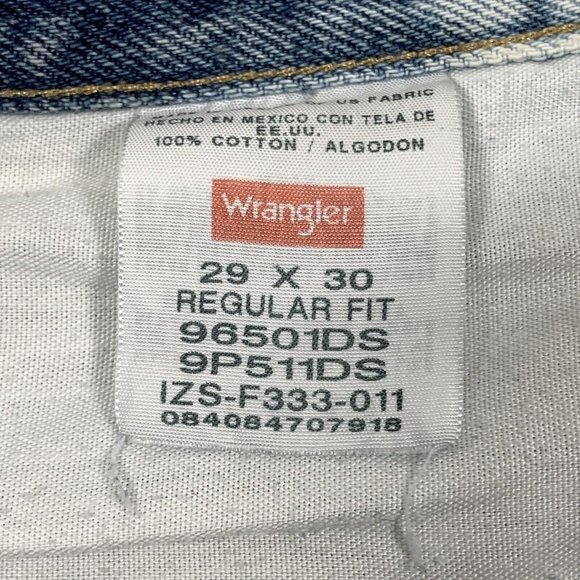 US FABRIC
HECHO EN MEXICO CON TELA DE
EE.UU.
100% COTTON / ALGODON
Wrangler
29 X 30
REGULAR FIT
96501DS
9P511DS
IZS-F333-011
084084707918